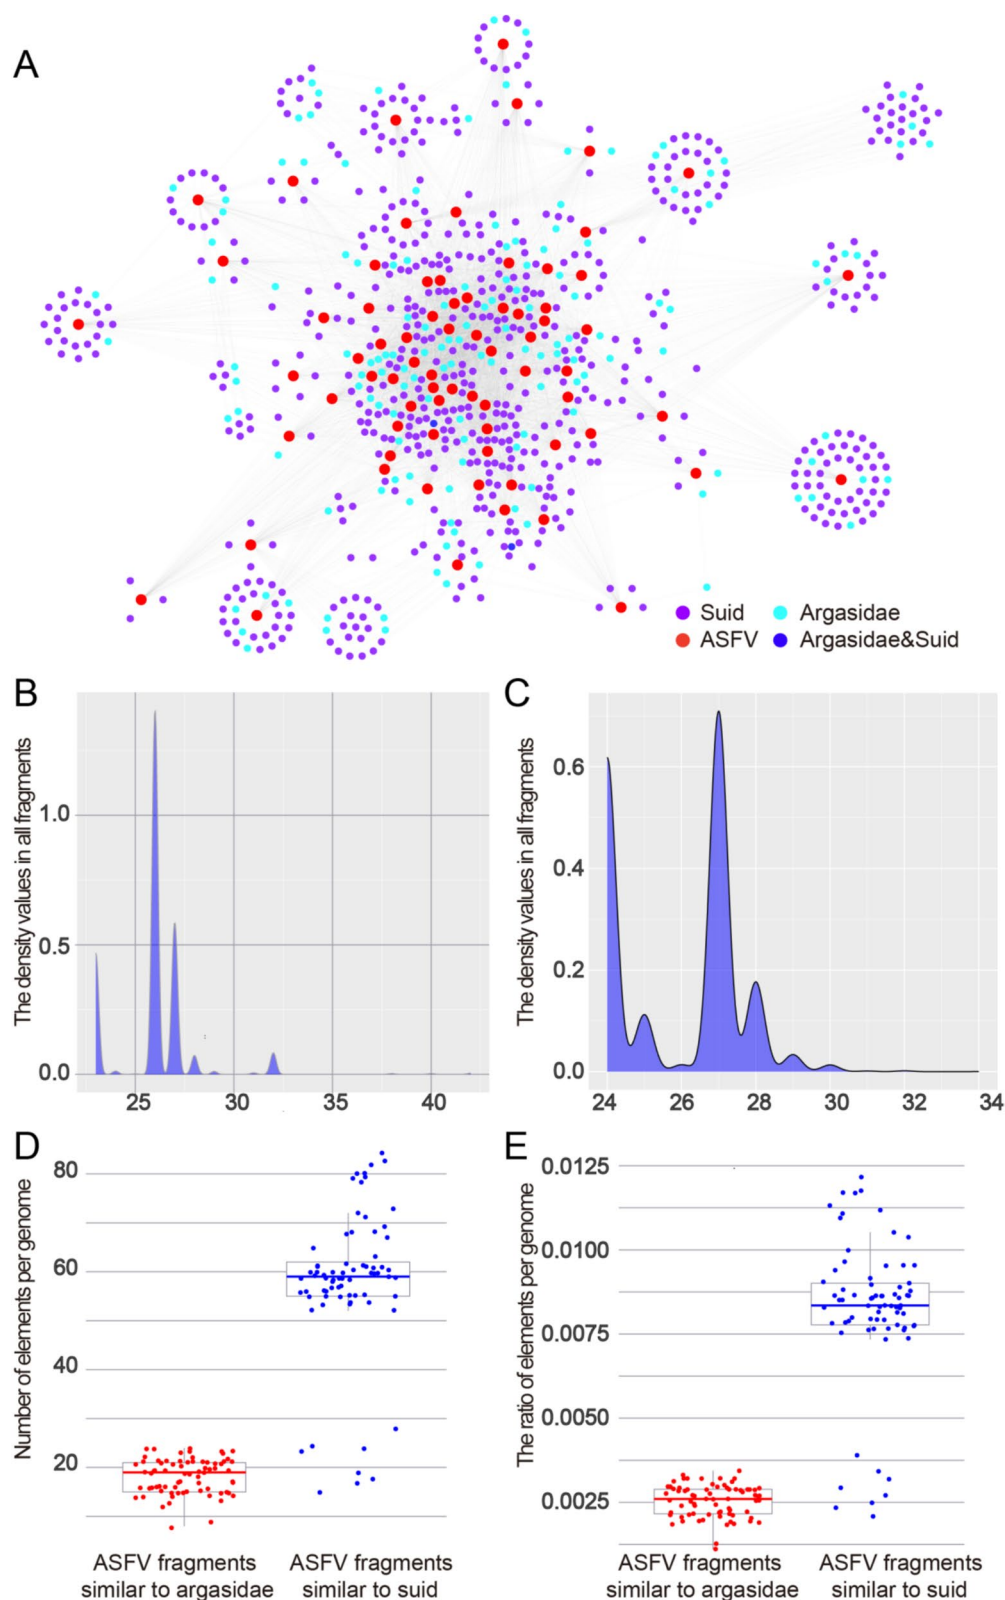 A
Suid
Argasidae
ASFV
Argasidae&Suid
B
The density values in all fragments
1.0
0.5
0.0
25 30 35 40
C
The density values in all fragments
0.6
0.4
0.2
0.0
24 26 28 30 32 34
D
Number of elements per genome
80
60
40
20
ASFV fragments
similar to argasidae
ASFV fragments
similar to suid
E
The ratio of elements per genome
0.0125
0.0100
0.0075
0.0050
0.0025
ASFV fragments
similar to argasidae
ASFV fragments
similar to suid